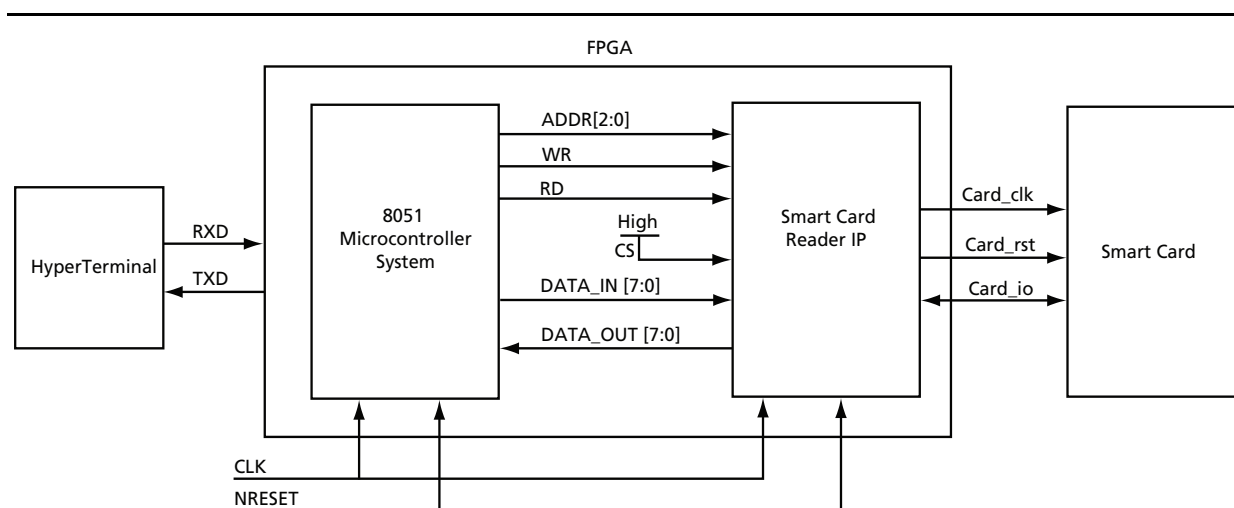 FPGA
ADDR[2:0]
WR
RD
8051
Microcontroller
System
High
CS
DATA_IN [7:0]
DATA_OUT [7:0]
Smart Card
Reader IP
HyperTerminal
RXD
TXD
Card_clk
Card_rst
Card_io
Smart Card
CLK
NRESET